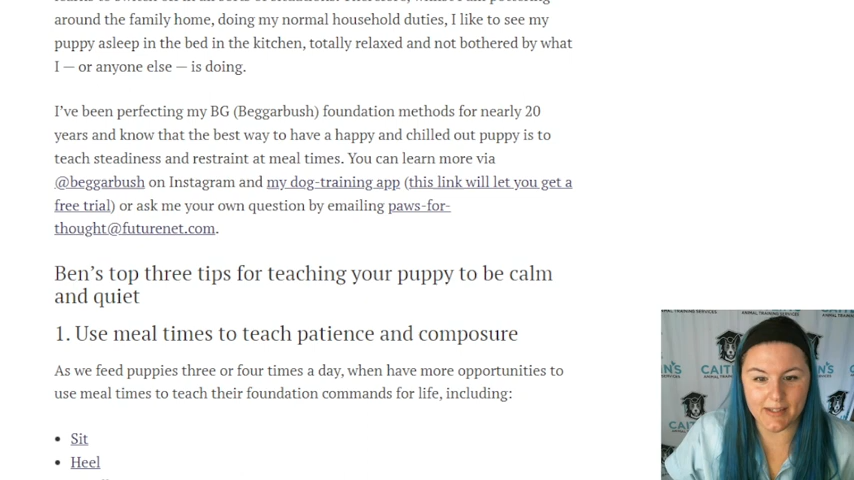 around the family home, doing my normal household duties, I like to see my
puppy asleep in the bed in the kitchen, totally relaxed and not bothered by what
I — or anyone else — is doing.
I’ve been perfecting my BG (Beggarbush) foundation methods for nearly 20
years and know that the best way to have a happy and chilled out puppy is to
teach steadiness and restraint at meal times. You can learn more via
@beggarbush on Instagram and my dog-training app (this link will let you get a
free trial) or ask me your own question by emailing paws-for-
thought@futurenet.com.
Ben’s top three tips for teaching your puppy to be calm
and quiet
1. Use meal times to teach patience and composure
As we feed puppies three or four times a day, when have more opportunities to
use meal times to teach their foundation commands for life, including:
• Sit
• Heel
ANIMAL TRAINING SERVICES